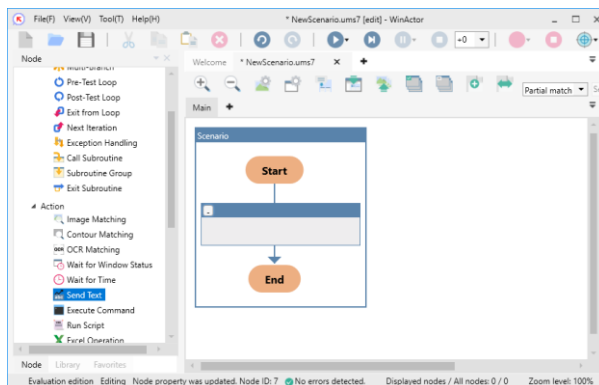 File(F) View(V) Tool(T) Help(H) * NewScenario.ums7 [edit] - WinActor
+0
Node
Welcome * NewScenario.ums7 x +
Partial match
Main +
Multi-Branch
Pre-Test Loop
Post-Test Loop
Exit from Loop
Next Iteration
Exception Handling
Call Subroutine
Subroutine Group
Exit Subroutine
Action
Image Matching
Contour Matching
OCR Matching
Wait for Window Status
Wait for Time
Send Text
Execute Command
Run Script
Excel Operation
Scenario
Start
End
Node Library Favorites
Evaluation edition Editing Node property was updated. Node ID: 7 No errors detected. Displayed nodes / All nodes: 0 / 0 Zoom level: 100%